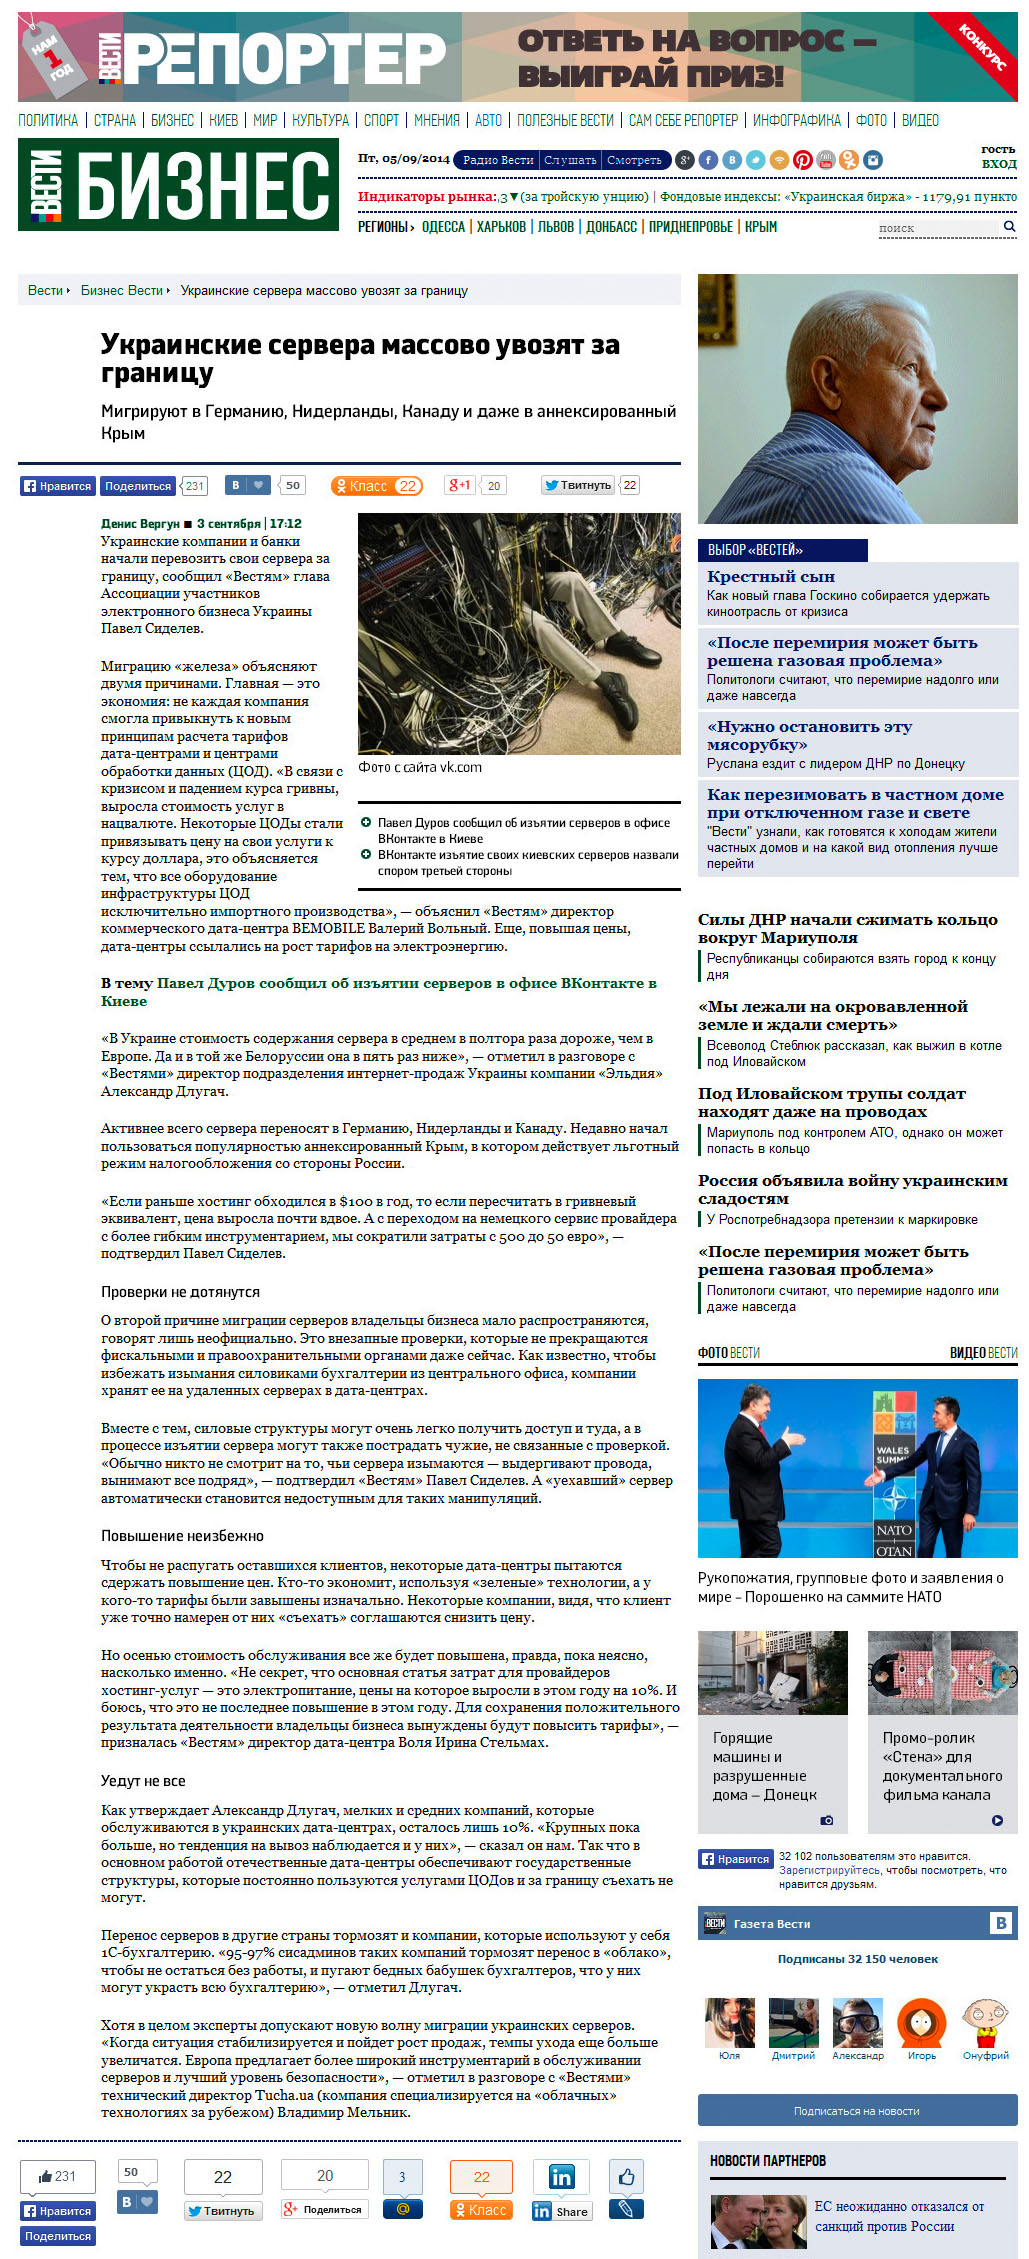 НАМ
1
ГОД
ВЕСТИ
РЕПОРТЕР
ОТВЕТЬ НА ВОПРОС —
ВЫИГРАЙ ПРИЗ!
КОНКУРС
ПОЛИТИКА | СТРАНА | БИЗНЕС | КИЕВ | МИР | КУЛЬТУРА | СПОРТ | МНЕНИЯ | АВТО | ПОЛЕЗНЫЕ ВЕСТИ | САМ СЕБЕ РЕПОРТЕР | ИНФОГРАФИКА | ФОТО | ВИДЕО
ВЕСТИ
БИЗНЕС
Пт, 05/09/2014 Радио Вести | Слушать | Смотреть
гость
ВХОД
Индикаторы рынка: ,3▼(за тройскую унцию) | Фондовые индексы: «Украинская биржа» - 1179,91 пункто
РЕГИОНЫ › ОДЕССА | ХАРЬКОВ | ЛЬВОВ | ДОНБАСС | ПРИДНЕПРОВЬЕ | КРЫМ
поиск
Вести › Бизнес Вести › Украинские сервера массово увозят за границу
Украинские сервера массово увозят за
границу
Мигрируют в Германию, Нидерланды, Канаду и даже в аннексированный
Крым
Нравится Поделиться 231 В 50 Класс 22 g+1 20 Твитнуть 22
Денис Вергун ■ 3 сентября | 17:12
Украинские компании и банки
начали перевозить свои сервера за
границу, сообщил «Вестям» глава
Ассоциации участников
электронного бизнеса Украины
Павел Сиделев.
Миграцию «железа» объясняют
двумя причинами. Главная — это
экономия: не каждая компания
смогла привыкнуть к новым
принципам расчета тарифов
дата-центрами и центрами
обработки данных (ЦОД). «В связи с
кризисом и падением курса гривны,
выросла стоимость услуг в
нацвалюте. Некоторые ЦОДы стали
привязывать цену на свои услуги к
курсу доллара, это объясняется
тем, что все оборудование
инфраструктуры ЦОД
исключительно импортного производства», — объяснил «Вестям» директор
коммерческого дата-центра BEMOBILE Валерий Вольный. Еще, повышая цены,
дата-центры ссылались на рост тарифов на электроэнергию.
Фото с сайта vk.com
Павел Дуров сообщил об изъятии серверов в офисе
ВКонтакте в Киеве
ВКонтакте изъятие своих киевских серверов назвали
спором третьей стороны
В тему Павел Дуров сообщил об изъятии серверов в офисе ВКонтакте в
Киеве
«В Украине стоимость содержания сервера в среднем в полтора раза дороже, чем в
Европе. Да и в той же Белоруссии она в пять раз ниже», — отметил в разговоре с
«Вестями» директор подразделения интернет-продаж Украины компании «Эльдия»
Александр Длугач.
Активнее всего сервера переносят в Германию, Нидерланды и Канаду. Недавно начал
пользоваться популярностью аннексированный Крым, в котором действует льготный
режим налогообложения со стороны России.
«Если раньше хостинг обходился в $100 в год, то если пересчитать в гривневый
эквивалент, цена выросла почти вдвое. А с переходом на немецкого сервис провайдера
с более гибким инструментарием, мы сократили затраты с 500 до 50 евро», —
подтвердил Павел Сиделев.
Проверки не дотянутся
О второй причине миграции серверов владельцы бизнеса мало распространяются,
говорят лишь неофициально. Это внезапные проверки, которые не прекращаются
фискальными и правоохранительными органами даже сейчас. Как известно, чтобы
избежать изымания силовиками бухгалтерии из центрального офиса, компании
хранят ее на удаленных серверах в дата-центрах.
Вместе с тем, силовые структуры могут очень легко получить доступ и туда, а в
процессе изъятии сервера могут также пострадать чужие, не связанные с проверкой.
«Обычно никто не смотрит на то, чьи сервера изымаются — выдергивают провода,
вынимают все подряд», — подтвердил «Вестям» Павел Сиделев. А «уехавший» сервер
автоматически становится недоступным для таких манипуляций.
Повышение неизбежно
Чтобы не распугать оставшихся клиентов, некоторые дата-центры пытаются
сдержать повышение цен. Кто-то экономит, используя «зеленые» технологии, а у
кого-то тарифы были завышены изначально. Некоторые компании, видя, что клиент
уже точно намерен от них «съехать» соглашаются снизить цену.
Но осенью стоимость обслуживания все же будет повышена, правда, пока неясно,
насколько именно. «Не секрет, что основная статья затрат для провайдеров
хостинг-услуг — это электропитание, цены на которое выросли в этом году на 10%. И
боюсь, что это не последнее повышение в этом году. Для сохранения положительного
результата деятельности владельцы бизнеса вынуждены будут повысить тарифы», —
призналась «Вестям» директор дата-центра Воля Ирина Стельмах.
Уедут не все
Как утверждает Александр Длугач, мелких и средних компаний, которые
обслуживаются в украинских дата-центрах, осталось лишь 10%. «Крупных пока
больше, но тенденция на вывоз наблюдается и у них», — сказал он нам. Так что в
основном работой отечественные дата-центры обеспечивают государственные
структуры, которые постоянно пользуются услугами ЦОДов и за границу съехать не
могут.
Перенос серверов в другие страны тормозят и компании, которые используют у себя
1С-бухгалтерию. «95-97% сисадминов таких компаний тормозят перенос в «облако»,
чтобы не остаться без работы, и пугают бедных бабушек бухгалтеров, что у них
могут украсть всю бухгалтерию», — отметил Длугач.
Хотя в целом эксперты допускают новую волну миграции украинских серверов.
«Когда ситуация стабилизируется и пойдет рост продаж, темпы ухода еще больше
увеличатся. Европа предлагает более широкий инструментарий в обслуживании
серверов и лучший уровень безопасности», — отметил в разговоре с «Вестями»
технический директор Tucha.ua (компания специализируется на «облачных»
технологиях за рубежом) Владимир Мельник.
231 50 22 20 3 22 in
Нравится В Твитнуть g+ Поделиться @ Класс in Share
Поделиться
ВЫБОР «ВЕСТЕЙ»
Крестный сын
Как новый глава Госкино собирается удержать
киноотрасль от кризиса
«После перемирия может быть
решена газовая проблема»
Политологи считают, что перемирие надолго или
даже навсегда
«Нужно остановить эту
мясорубку»
Руслана ездит с лидером ДНР по Донецку
Как перезимовать в частном доме
при отключенном газе и свете
"Вести" узнали, как готовятся к холодам жители
частных домов и на какой вид отопления лучше
перейти
Силы ДНР начали сжимать кольцо
вокруг Мариуполя
Республиканцы собираются взять город к концу
дня
«Мы лежали на окровавленной
земле и ждали смерть»
Всеволод Стеблюк рассказал, как выжил в котле
под Иловайском
Под Иловайском трупы солдат
находят даже на проводах
Мариуполь под контролем АТО, однако он может
попасть в кольцо
Россия объявила войну украинским
сладостям
У Роспотребнадзора претензии к маркировке
«После перемирия может быть
решена газовая проблема»
Политологи считают, что перемирие надолго или
даже навсегда
ФОТО ВЕСТИ ВИДЕО ВЕСТИ
WALES
SUMMIT
NATO
OTAN
Рукопожатия, групповые фото и заявления о
мире - Порошенко на саммите НАТО
Горящие
машины и
разрушенные
дома – Донецк
Промо-ролик
«Стена» для
документального
фильма канала
Нравится 32 102 пользователям это нравится.
Зарегистрируйтесь, чтобы посмотреть, что
нравится друзьям.
ВЕСТИ Газета Вести В
Подписаны 32 150 человек
Юля Дмитрий Александр Игорь Онуфрий
Подписаться на новости
НОВОСТИ ПАРТНЕРОВ
ЕС неожиданно отказался от
санкций против России